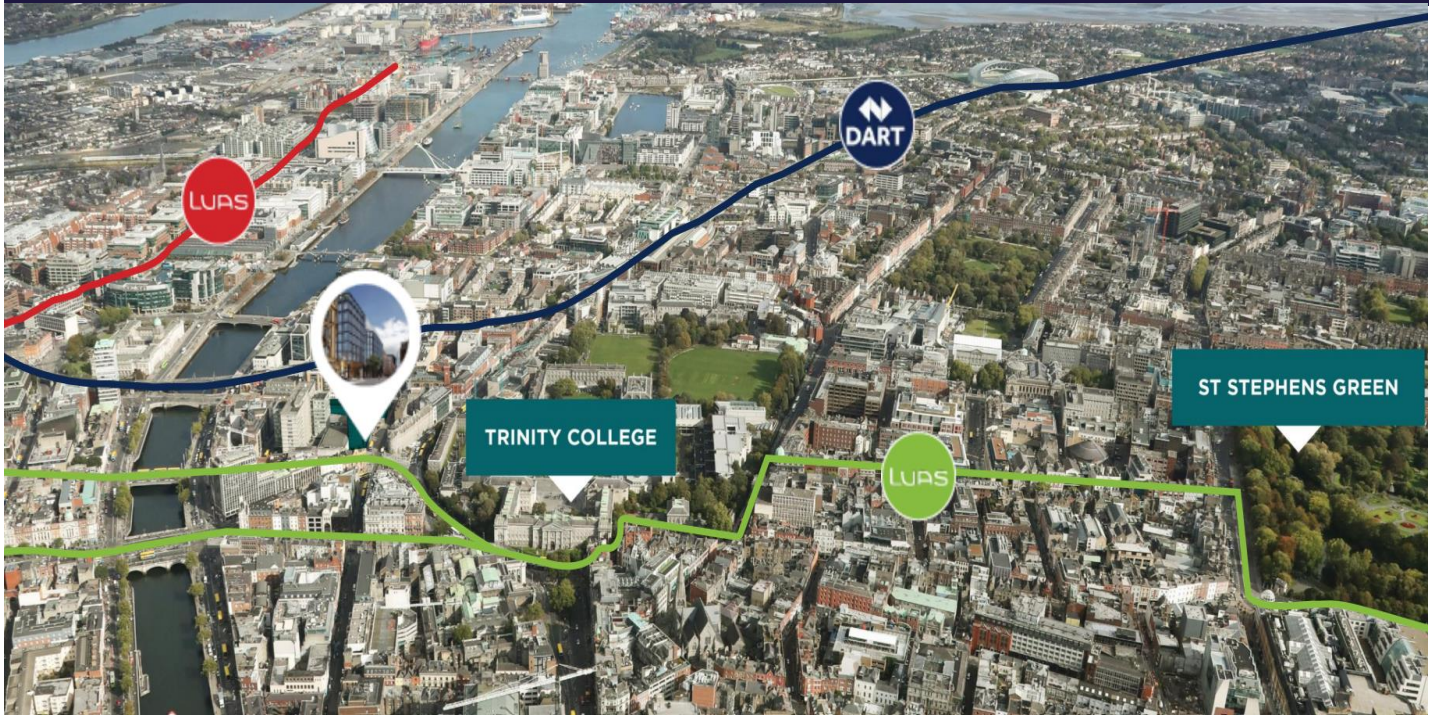 DART
LUAS
ST STEPHENS GREEN
TRINITY COLLEGE
LUAS